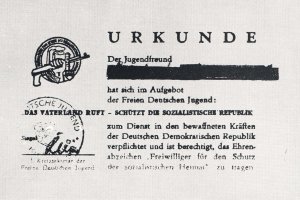 URKUNDE
Der Jugendfreund
hat sich im Aufgebot
der Freien Deutschen Jugend:
„DAS VATERLAND RUFT – SCHÜTZT DIE SOZIALISTISCHE REPUBLIK
zum Dienst in den bewaffneten Kräften
der Deutschen Demokratischen Republik
verpflichtet und ist berechtigt, das Ehren-
abzeichen „Freiwilliger für den Schutz
der sozialistischen Heimat“ zu tragen
Siegel
1. Kreissekretär der
Freien Deutschen Jugend